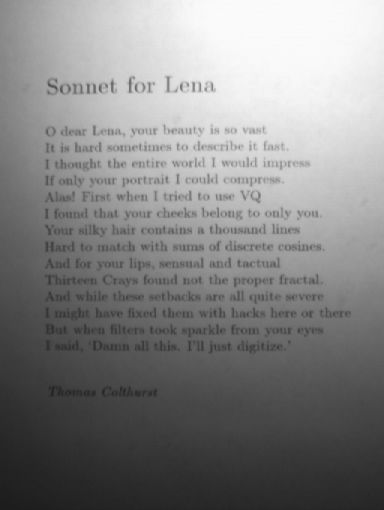 Sonnet for Lena
O dear Lena, your beauty is so vast
It is hard sometimes to describe it fast.
I thought the entire world I would impress
If only your portrait I could compress.
Alas! First when I tried to use VQ
I found that your cheeks belong to only you.
Your silky hair contains a thousand lines
Hard to match with sums of discrete cosines.
And for your lips, sensual and tactual
Thirteen Crays found not the proper fractal.
And while these setbacks are all quite severe
I might have fixed them with hacks here or there
But when filters took sparkle from your eyes
I said, ‘Damn all this. I'll just digitize.’
Thomas Colthurst